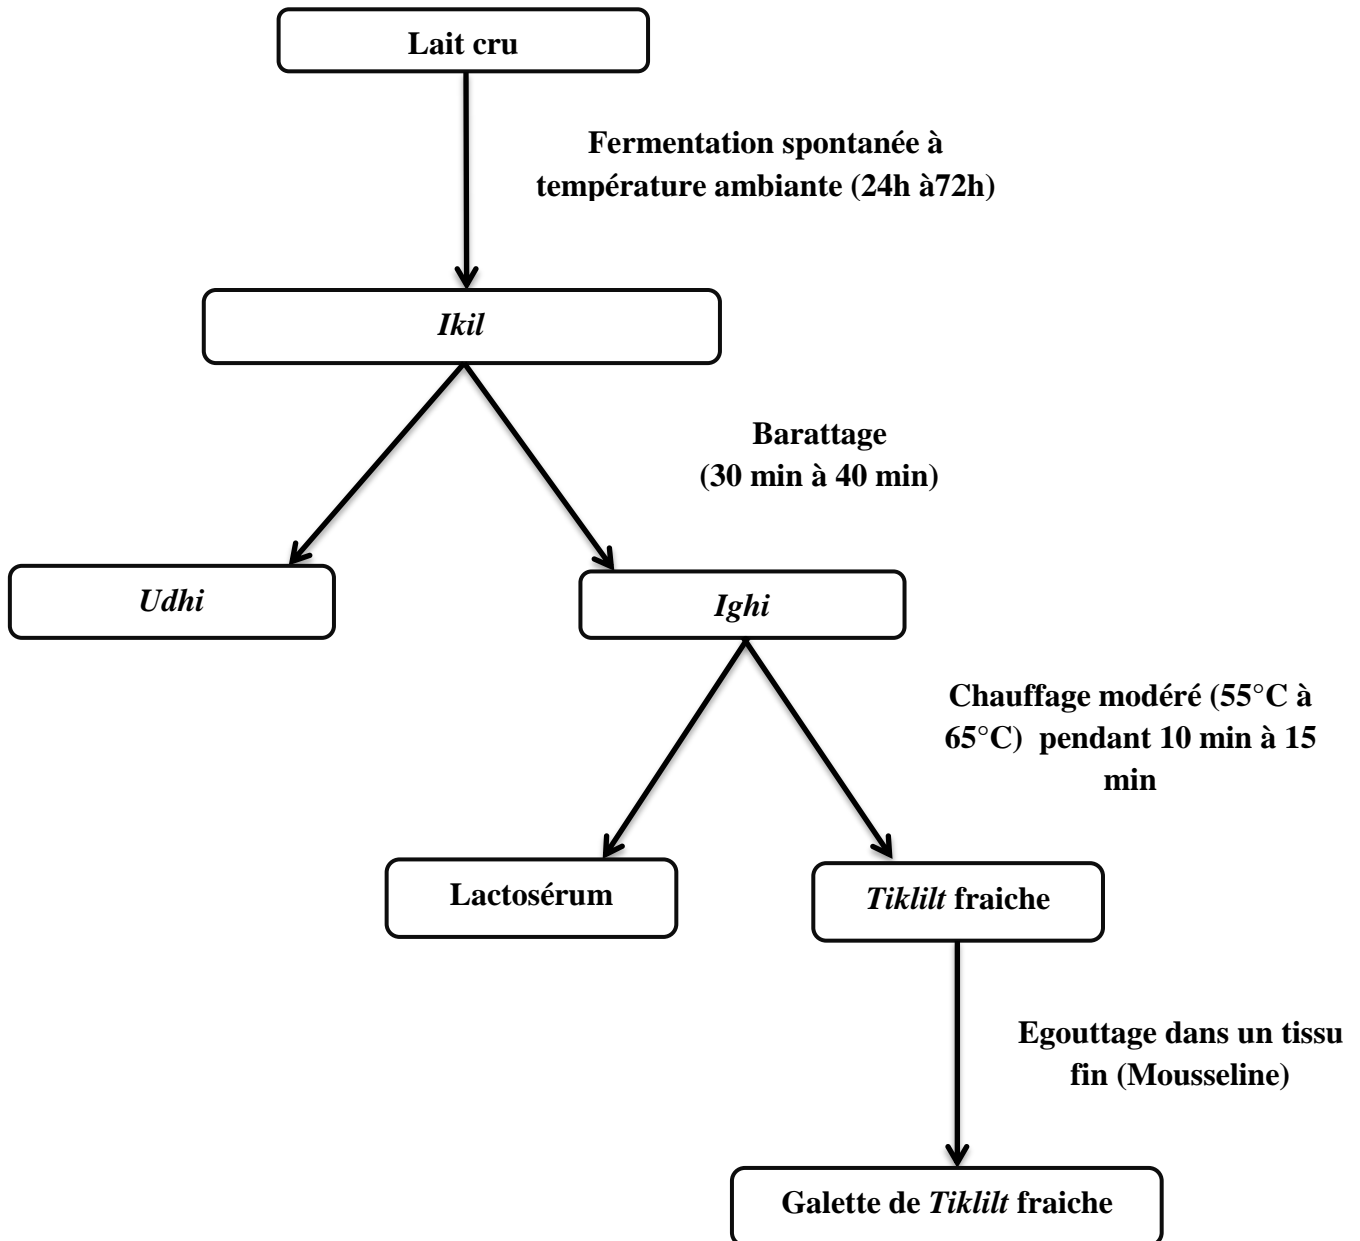 Lait cru
Fermentation spontanée à
température ambiante (24h à72h)
Ikil
Barattage
(30 min à 40 min)
Udhi
Ighi
Chauffage modéré (55°C à
65°C)  pendant 10 min à 15
min
Lactosérum
Tiklilt fraiche
Egouttage dans un tissu
fin (Mousseline)
Galette de Tiklilt fraiche